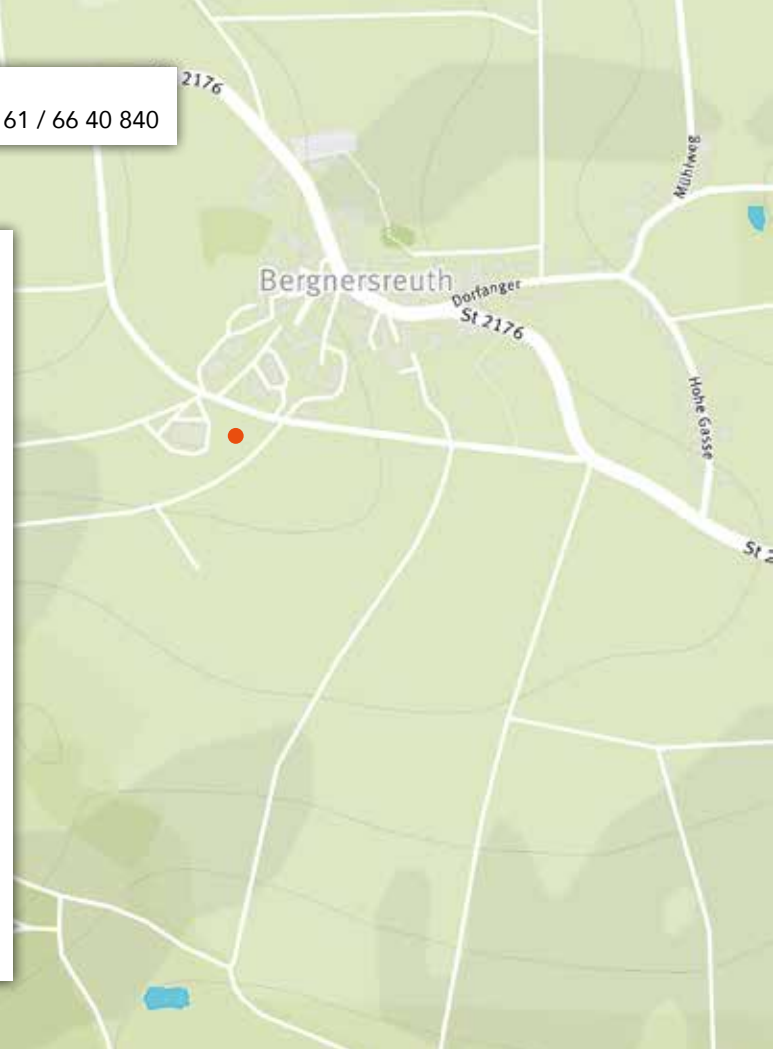 2176
61 / 66 40 840
Mühlweg
Bergnersreuth
Dorfanger
St 2176
Hohe Gasse
St 2